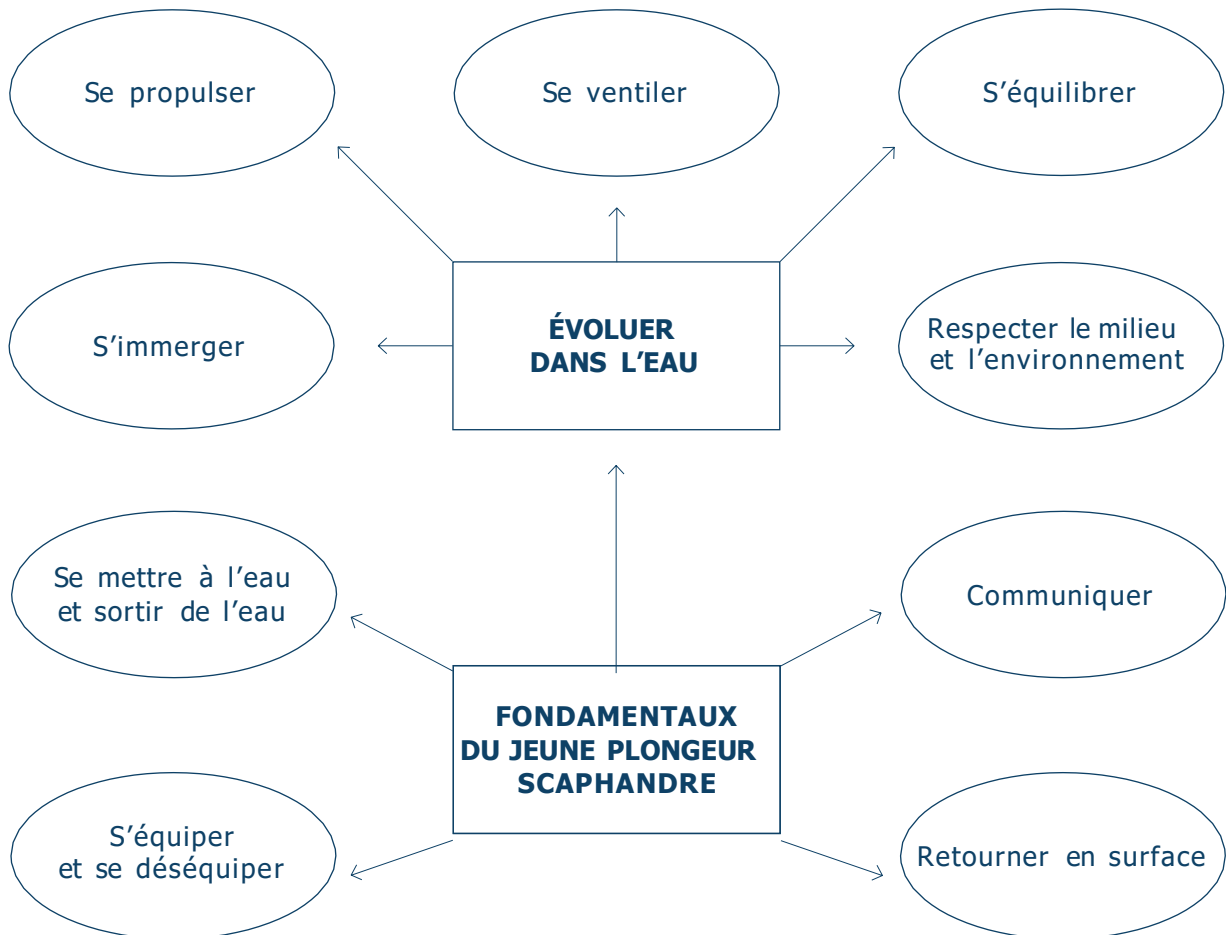 Se propulser
Se ventiler
S’équilibrer
S’immerger
ÉVOLUER
DANS L’EAU
Respecter le milieu
et l’environnement
Se mettre à l’eau
et sortir de l’eau
Communiquer
FONDAMENTAUX
DU JEUNE PLONGEUR
SCAPHANDRE
S’équiper
et se déséquiper
Retourner en surface